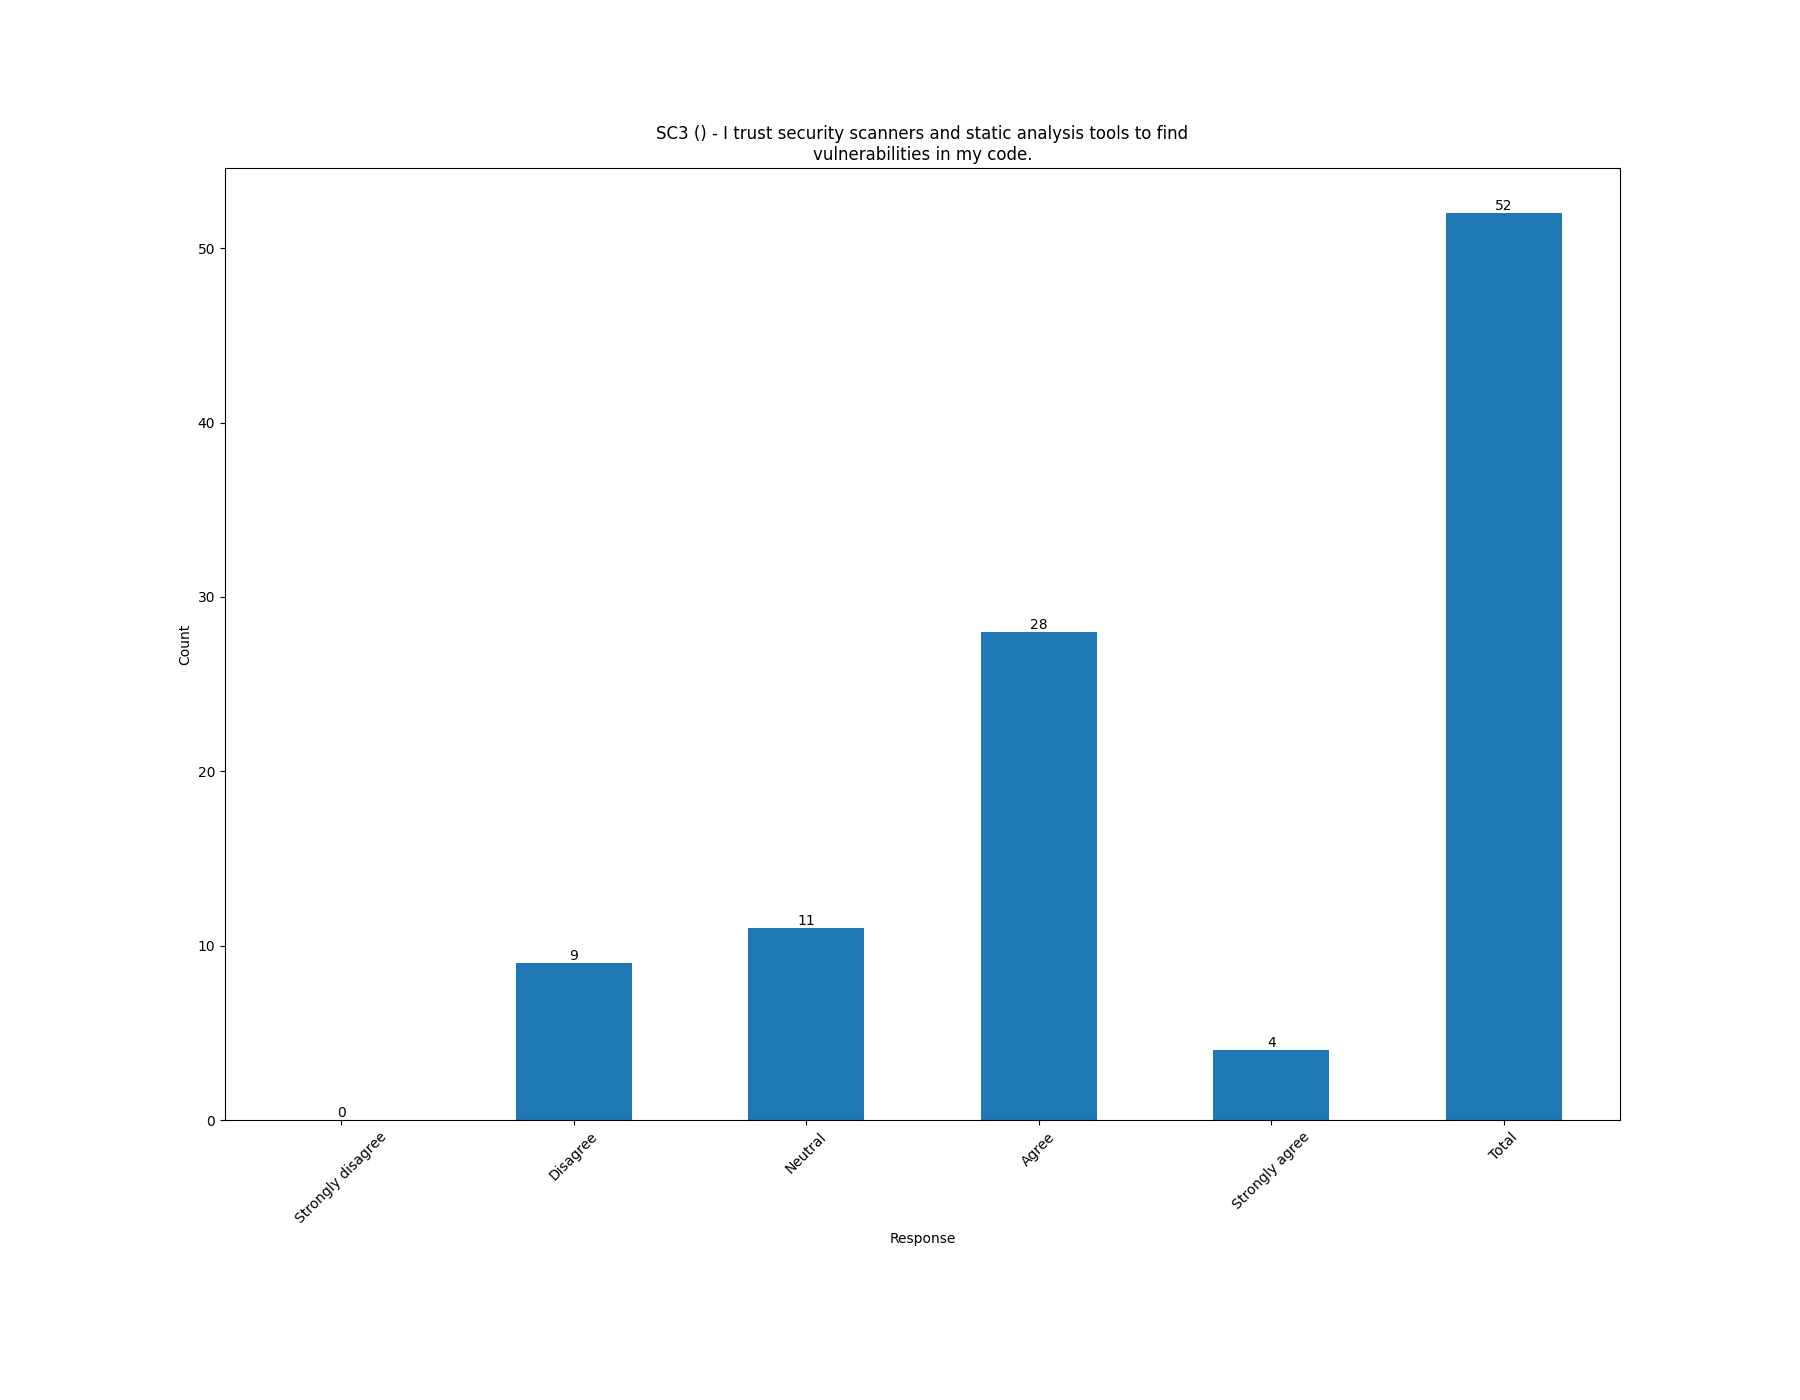 SC3 () - I trust security scanners and static analysis tools to find
vulnerabilities in my code.
52
50
40
30
28
Count
20
11
10
9
4
0
0
Strongly disagree
Disagree
Neutral
Agree
Strongly agree
Total
Response